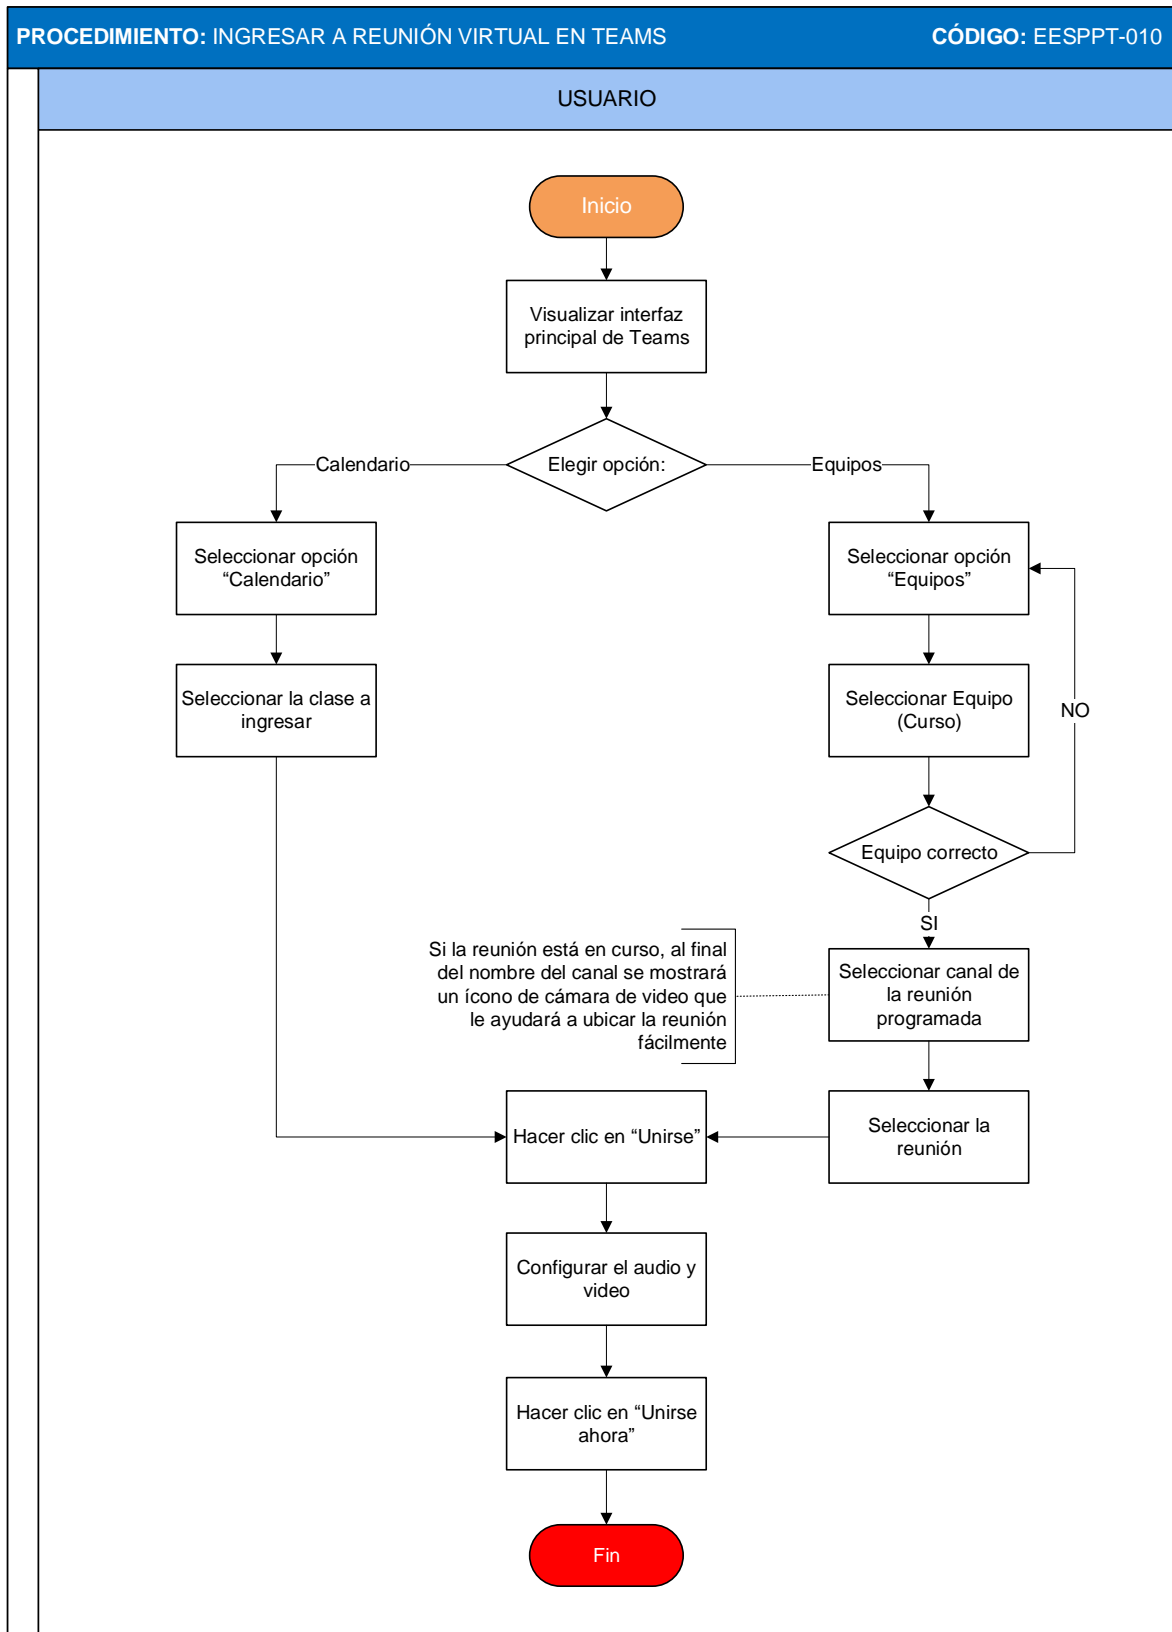 PROCEDIMIENTO: INGRESAR A REUNIÓN VIRTUAL EN TEAMS
CÓDIGO: EESPPT-010
USUARIO
Inicio
Visualizar interfaz
principal de Teams
Elegir opción:
Calendario
Equipos
Seleccionar opción
“Calendario”
Seleccionar opción
“Equipos”
Seleccionar la clase a
ingresar
Seleccionar Equipo
(Curso)
NO
Equipo correcto
SI
Si la reunión está en curso, al final
del nombre del canal se mostrará
un ícono de cámara de video que
le ayudará a ubicar la reunión
fácilmente
Seleccionar canal de
la reunión
programada
Hacer clic en “Unirse”
Seleccionar la
reunión
Configurar el audio y
video
Hacer clic en “Unirse
ahora”
Fin